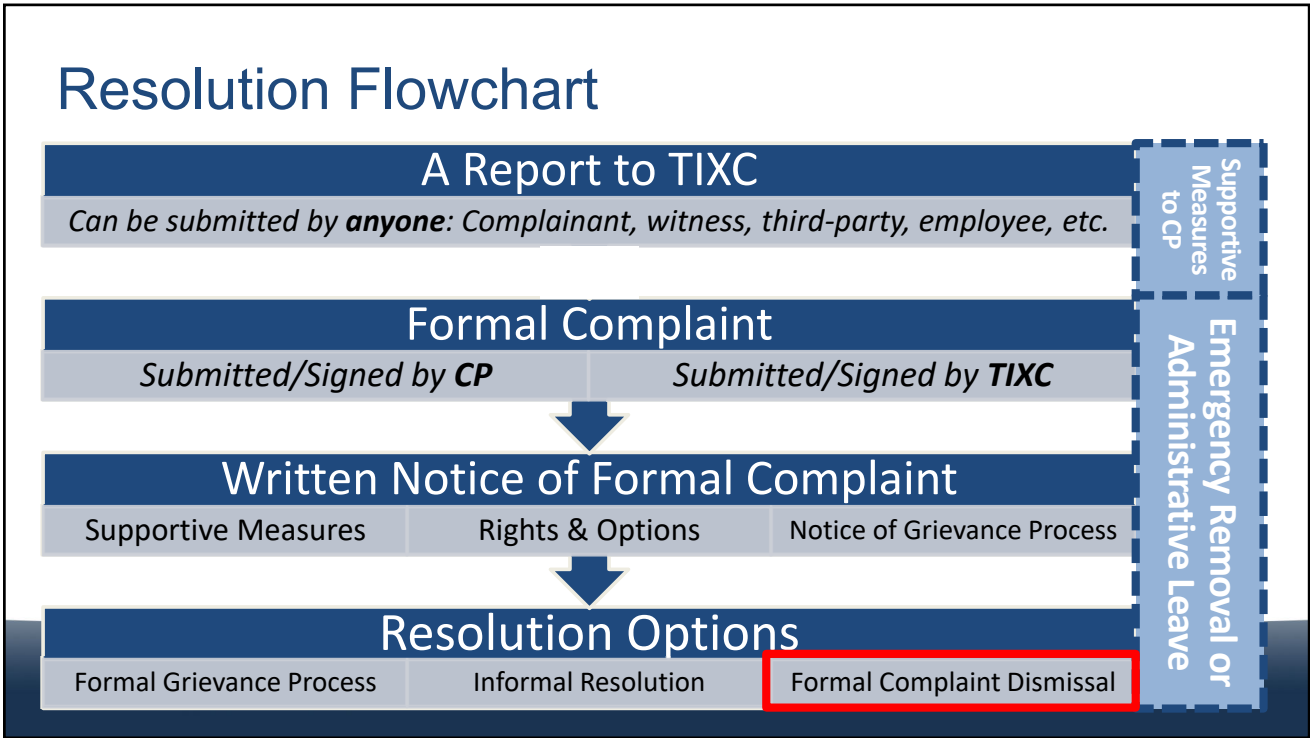 Resolution Flowchart
A Report to TIXC
Can be submitted by anyone: Complainant, witness, third-party, employee, etc.
Supportive
Measures
to CP
Formal Complaint
Submitted/Signed by CP
Submitted/Signed by TIXC
Written Notice of Formal Complaint
Supportive Measures
Rights & Options
Notice of Grievance Process
Resolution Options
Formal Grievance Process
Informal Resolution
Formal Complaint Dismissal
Emergency Removal or
Administrative Leave